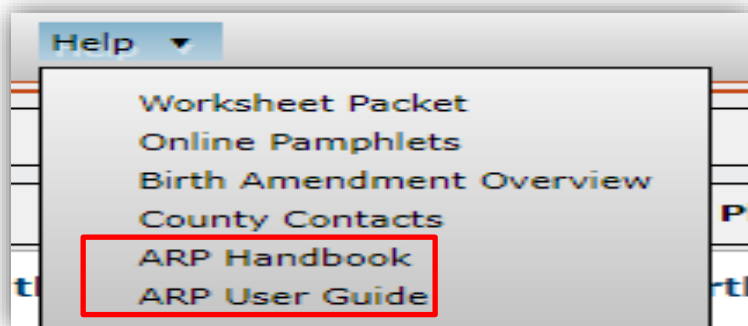 Help ▼
Worksheet Packet
Online Pamphlets
Birth Amendment Overview
County Contacts
ARP Handbook
ARP User Guide